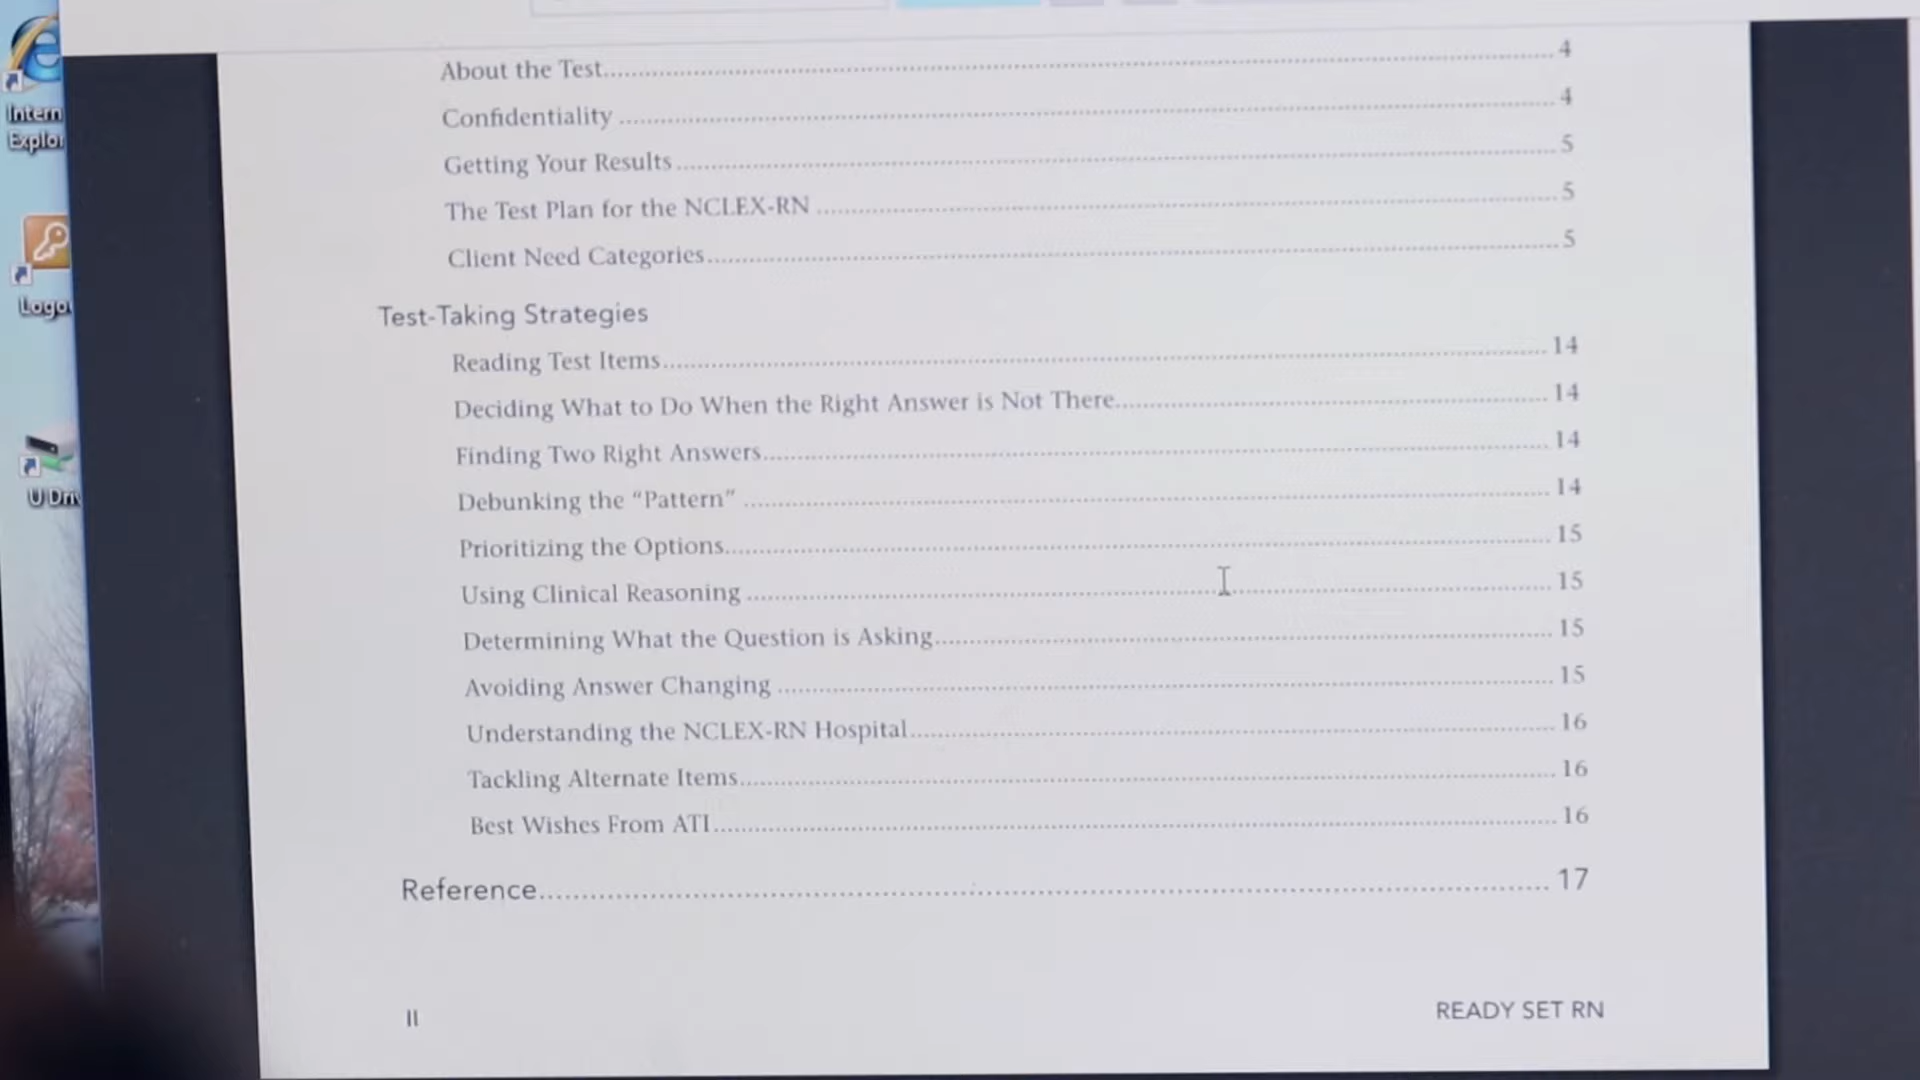 About the Test 4
Confidentiality 4
Getting Your Results 5
The Test Plan for the NCLEX-RN 5
Client Need Categories 5
Test-Taking Strategies
Reading Test Items 14
Deciding What to Do When the Right Answer is Not There 14
Finding Two Right Answers 14
Debunking the “Pattern” 14
Prioritizing the Options 15
Using Clinical Reasoning 15
Determining What the Question is Asking 15
Avoiding Answer Changing 15
Understanding the NCLEX-RN Hospital 16
Tackling Alternate Items 16
Best Wishes From ATI 16
Reference 17
II
READY SET RN
Intern
Explor
Logo
U Driv